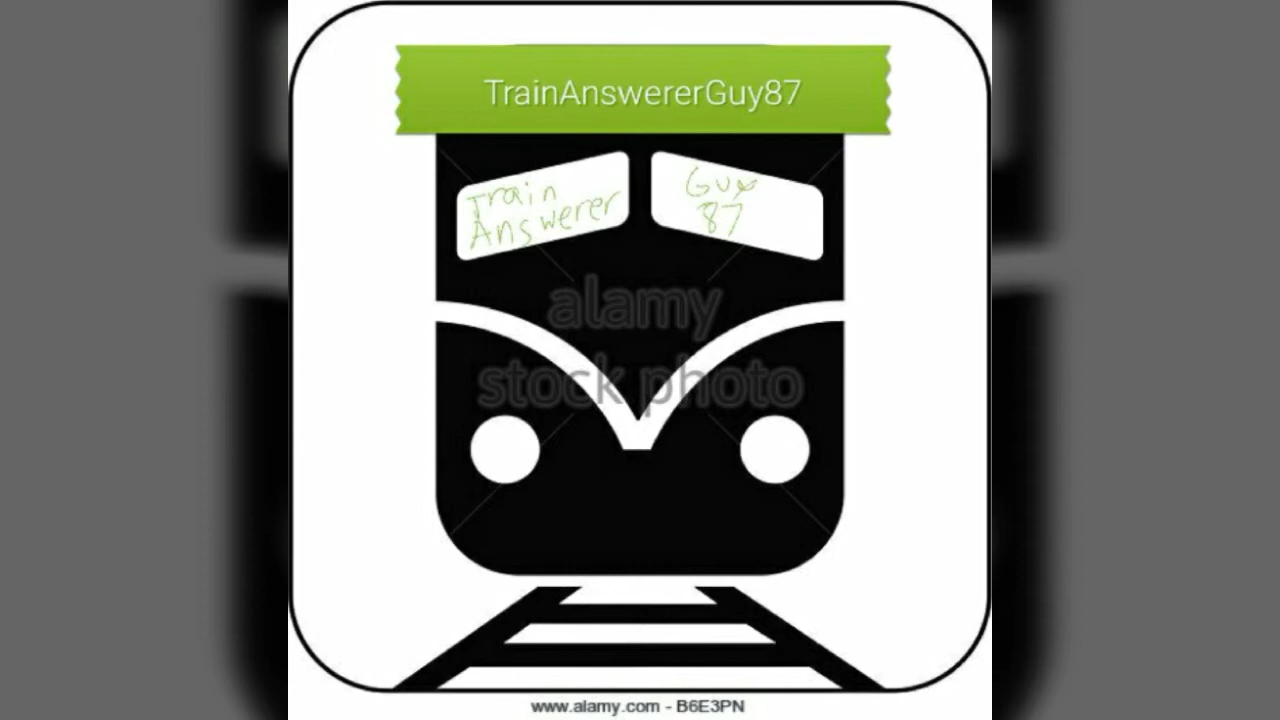 TrainAnswererGuy87
Train
Answerer
Guy
87
alamy
stock photo
www.alamy.com - B6E3PN